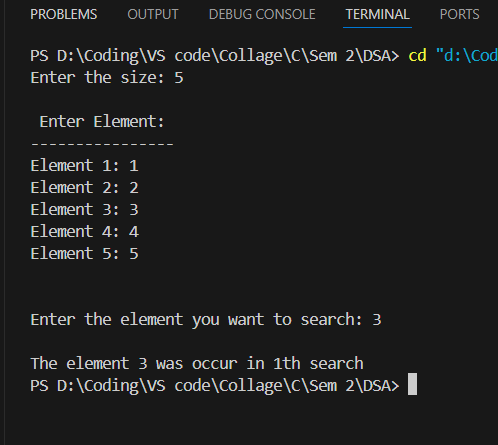 PROBLEMS OUTPUT DEBUG CONSOLE TERMINAL PORTS
PS D:\Coding\VS code\Collage\C\Sem 2\DSA> cd "d:\Cod
Enter the size: 5
Enter Element:
----------------
Element 1: 1
Element 2: 2
Element 3: 3
Element 4: 4
Element 5: 5
Enter the element you want to search: 3
The element 3 was occur in 1th search
PS D:\Coding\VS code\Collage\C\Sem 2\DSA>